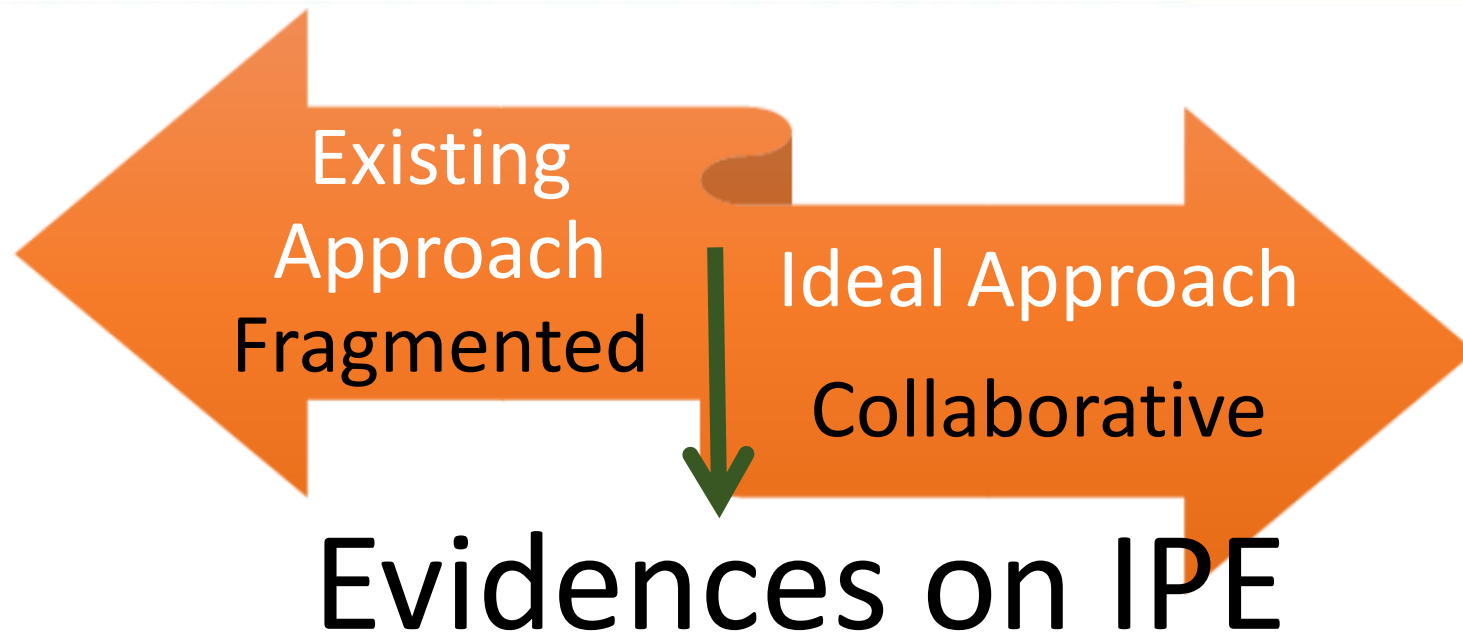 Existing
Approach
Fragmented
Ideal Approach
Collaborative
Evidences on IPE